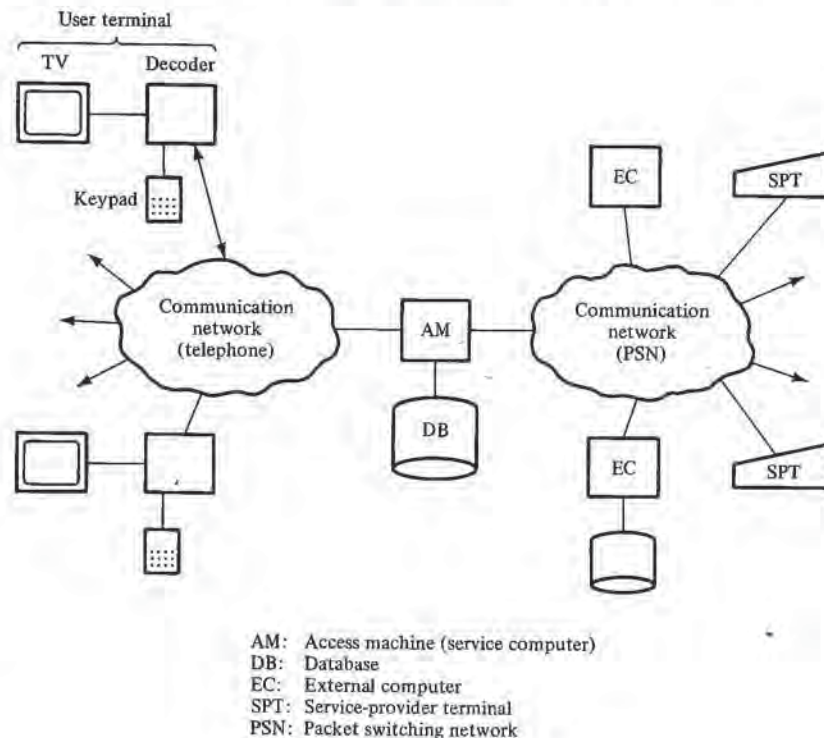 User terminal
TV
Decoder
Keypad
EC
SPT
Communication
network
(telephone)
AM
Communication
network
(PSN)
DB
EC
SPT
AM: Access machine (service computer)
DB: Database
EC: External computer
SPT: Service-provider terminal
PSN: Packet switching network